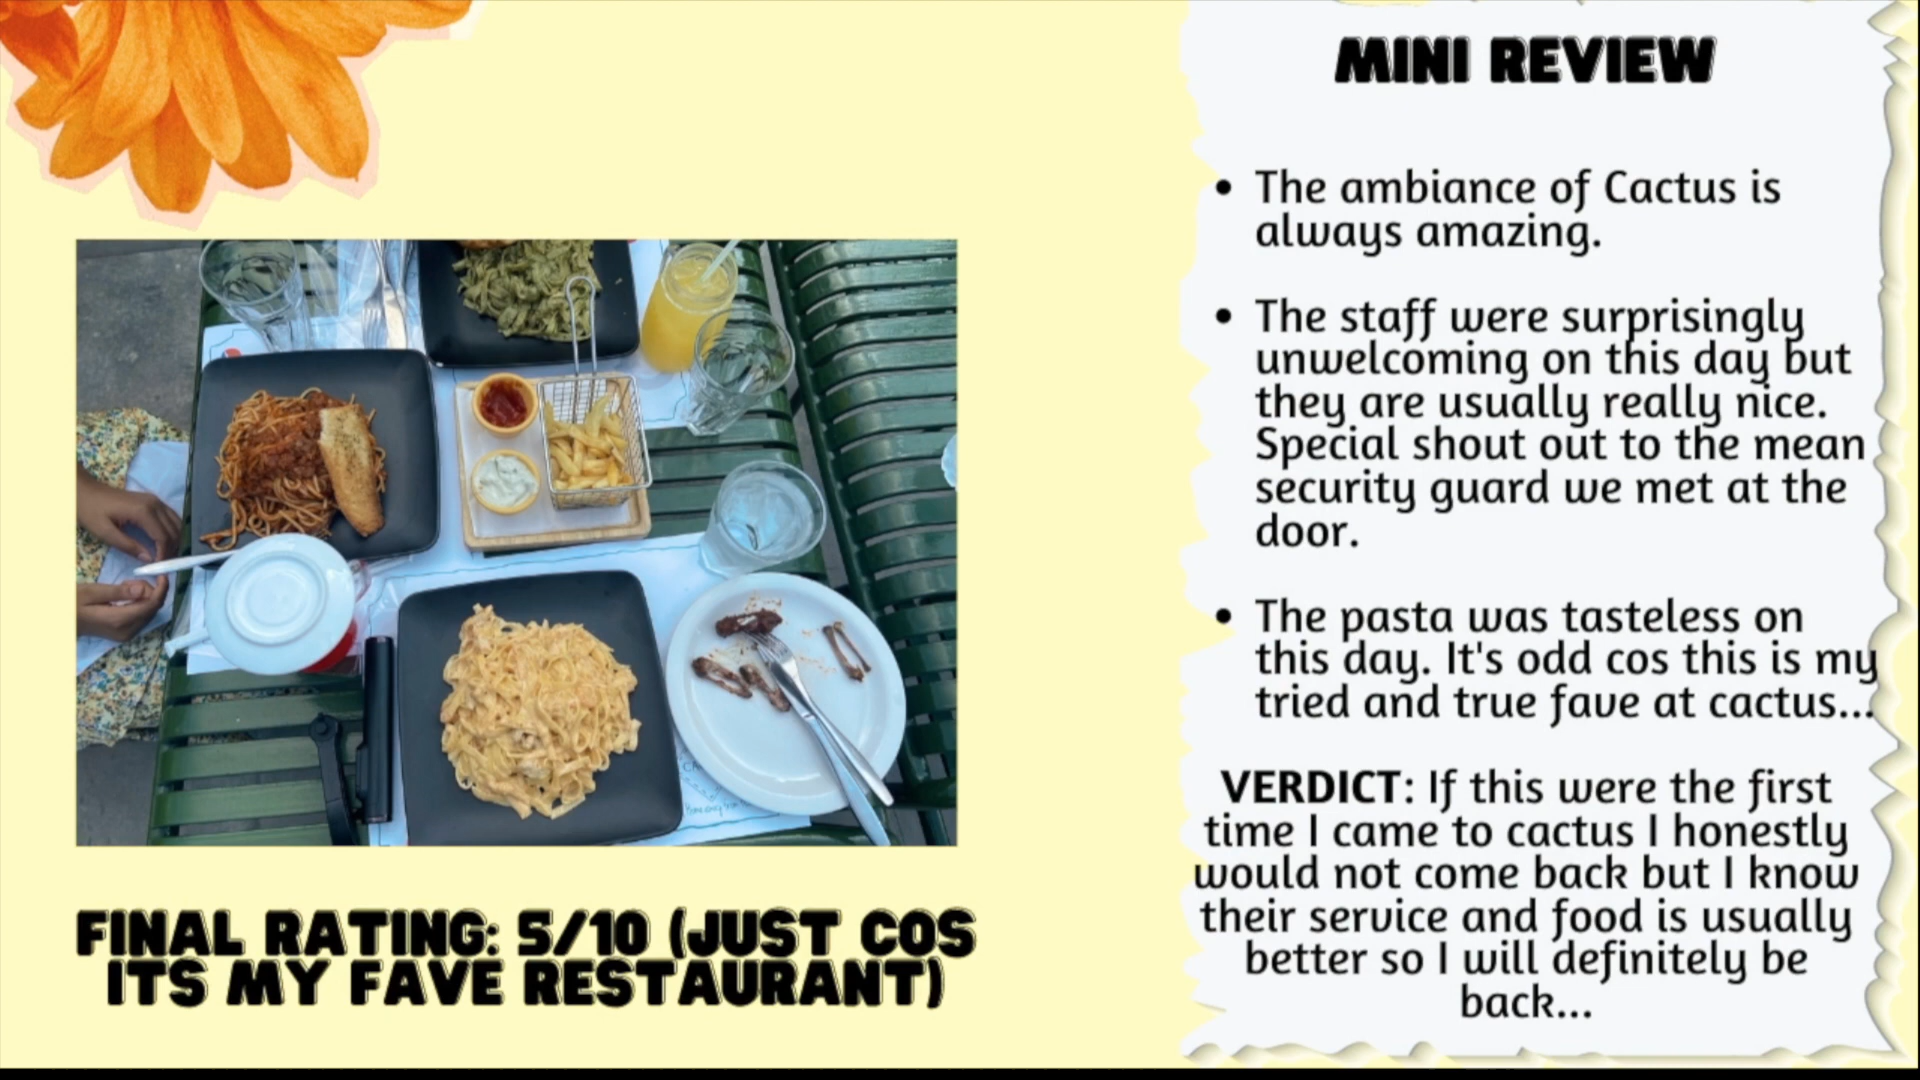 MINI REVIEW
The ambiance of Cactus is
always amazing.
The staff were surprisingly
unwelcoming on this day but
they are usually really nice.
Special shout out to the mean
security guard we met at the
door.
The pasta was tasteless on
this day. It's odd cos this is my
tried and true fave at cactus...
VERDICT: If this were the first
time I came to cactus I honestly
would not come back but I know
their service and food is usually
better so I will definitely be
back...
FINAL RATING: 5/10 (JUST COS
ITS MY FAVE RESTAURANT)